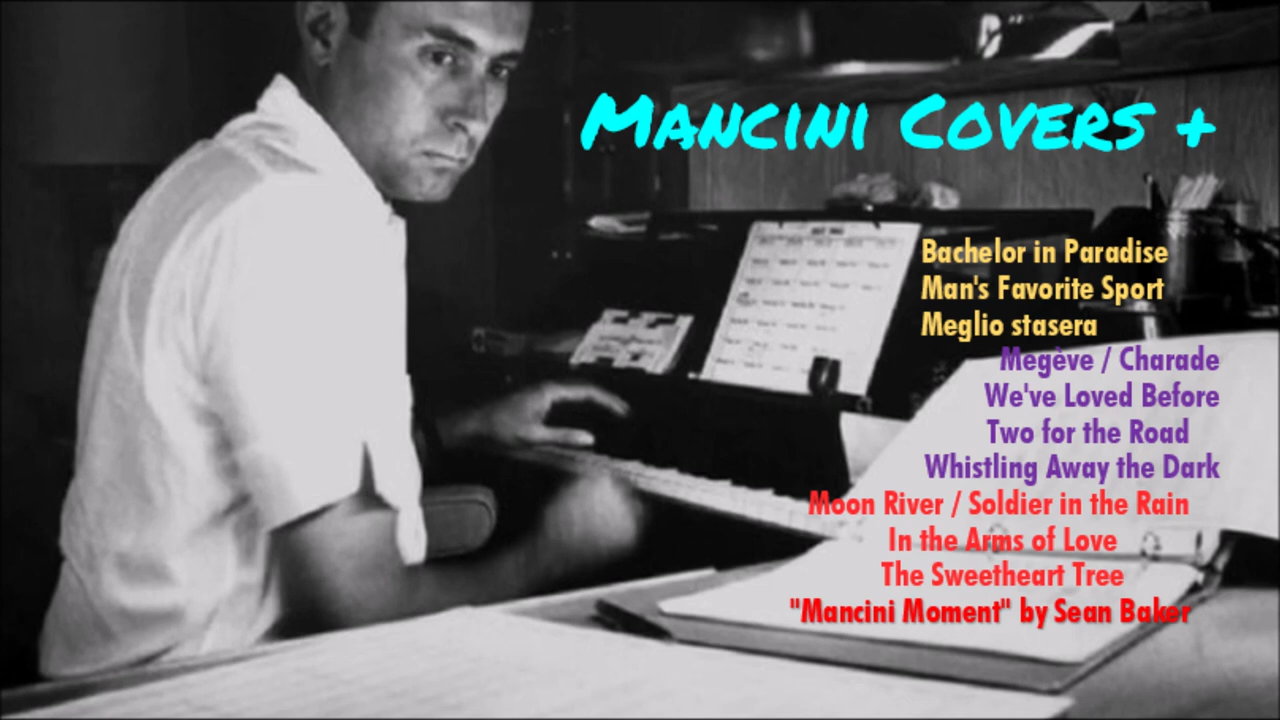 Mancini Covers +
Bachelor in Paradise
Man's Favorite Sport
Meglio stasera
Megève / Charade
We've Loved Before
Two for the Road
Whistling Away the Dark
Moon River / Soldier in the Rain
In the Arms of Love
The Sweetheart Tree
"Mancini Moment" by Sean Baker